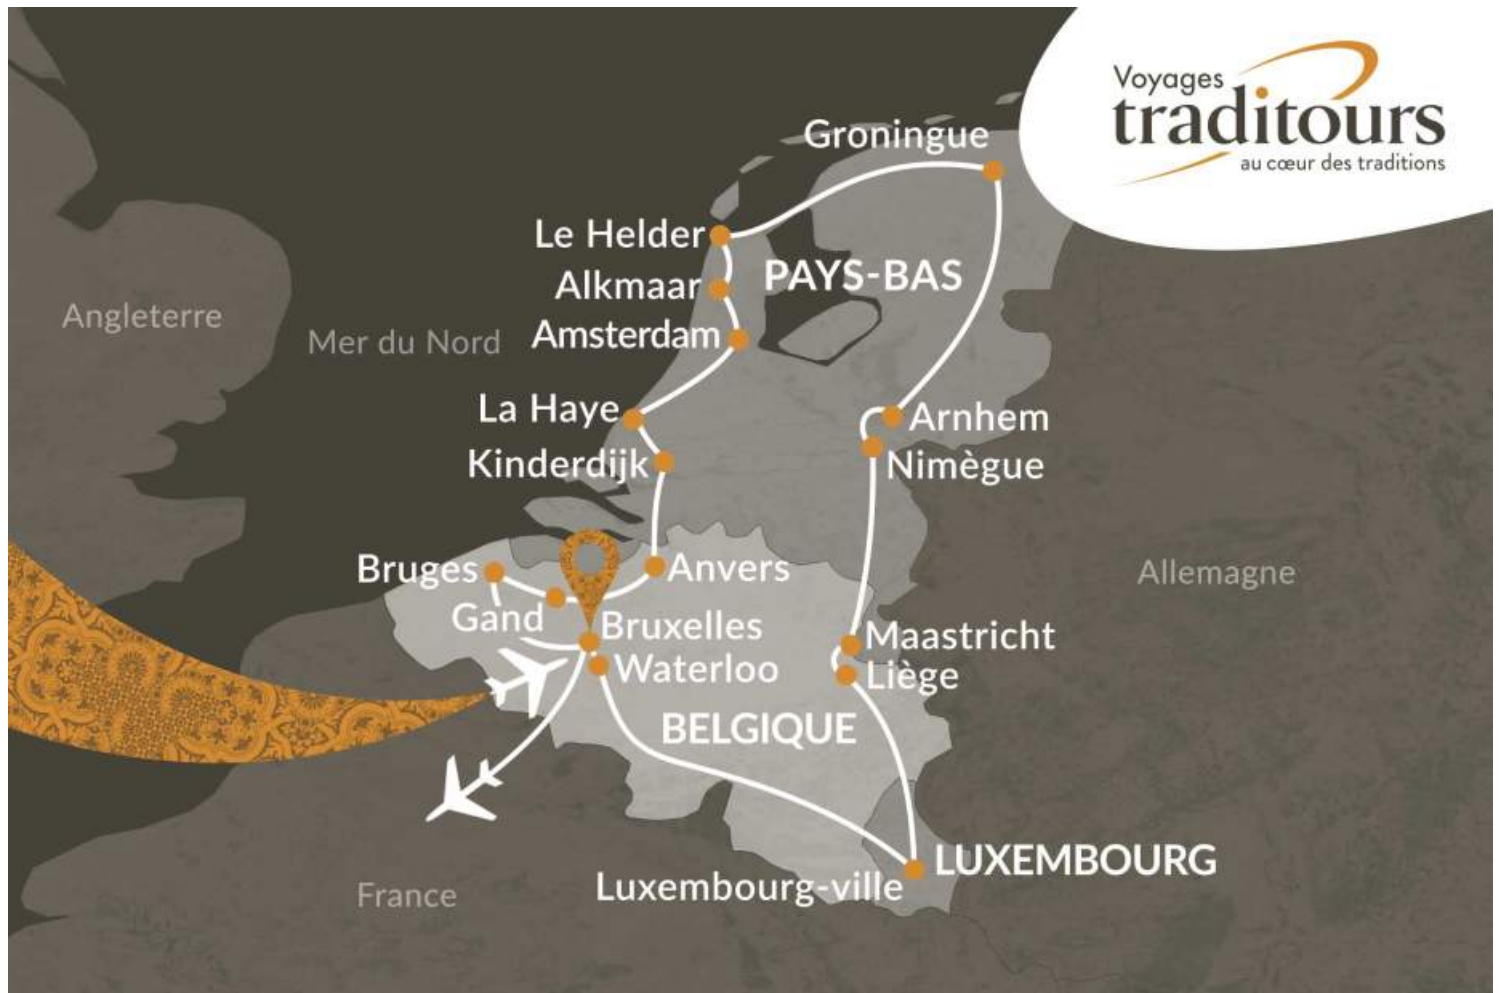 Voyages
traditours
au cœur des traditions
Groningue
Le Helder
PAYS-BAS
Alkmaar
Angleterre
Mer du Nord
Amsterdam
La Haye
Arnhem
Kinderdijk
Nimègue
Bruges
Anvers
Allemagne
Gand
Bruxelles
Maastricht
Waterloo
Liège
BELGIQUE
LUXEMBOURG
Luxembourg-ville
France